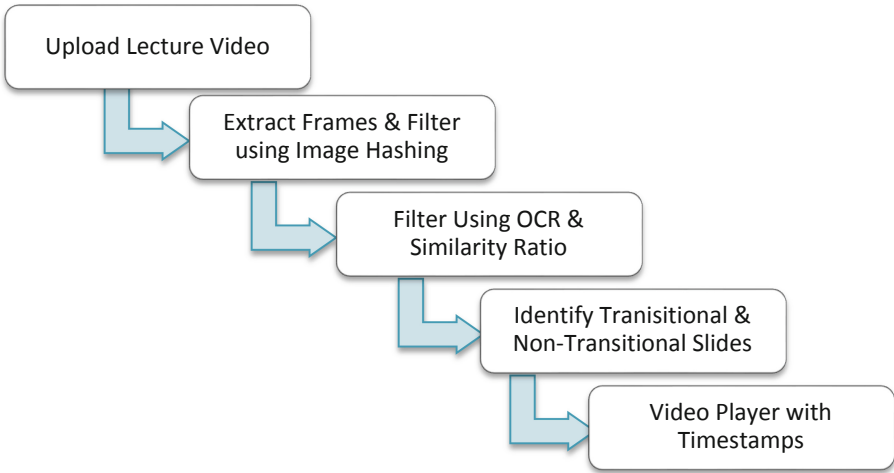 Upload Lecture Video
Extract Frames & Filter
using Image Hashing
Filter Using OCR &
Similarity Ratio
Identify Tranisitional &
Non-Transitional Slides
Video Player with
Timestamps